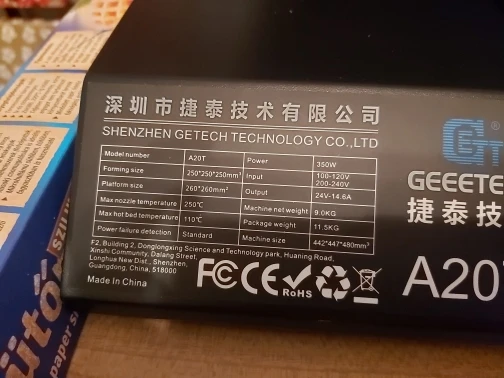 深圳市捷泰技术有限公司
SHENZHEN GETECH TECHNOLOGY CO.,LTD
Model number A20T Power 350W
Forming size 250*250*250mm³ Input 100-120V 200-240V
Platform size 260*260mm² Output 24V-14.6A
Max nozzle temperature 250℃ Machine net weight 9.0KG
Max hot bed temperature 110℃ Package weight 11.5KG
Power failure detection Standard Machine size 442*447*480mm³
F2, Building 2, Donglongxing Science and Technology park, Huaning Road,
Xinshi Community, Dalang Street,
Longhua New Dist., Shenzhen,
Guangdong, China, 518000
Made In China
FC CE RoHS
GEEETE
捷泰技
A20T
paper s